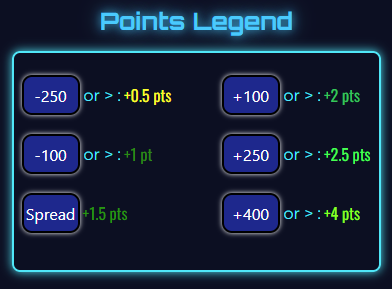 Points Legend
-250 or > : +0.5 pts
+100 or > : +2 pts
-100 or > : +1 pt
+250 or > : +2.5 pts
Spread +1.5 pts
+400 or > : +4 pts